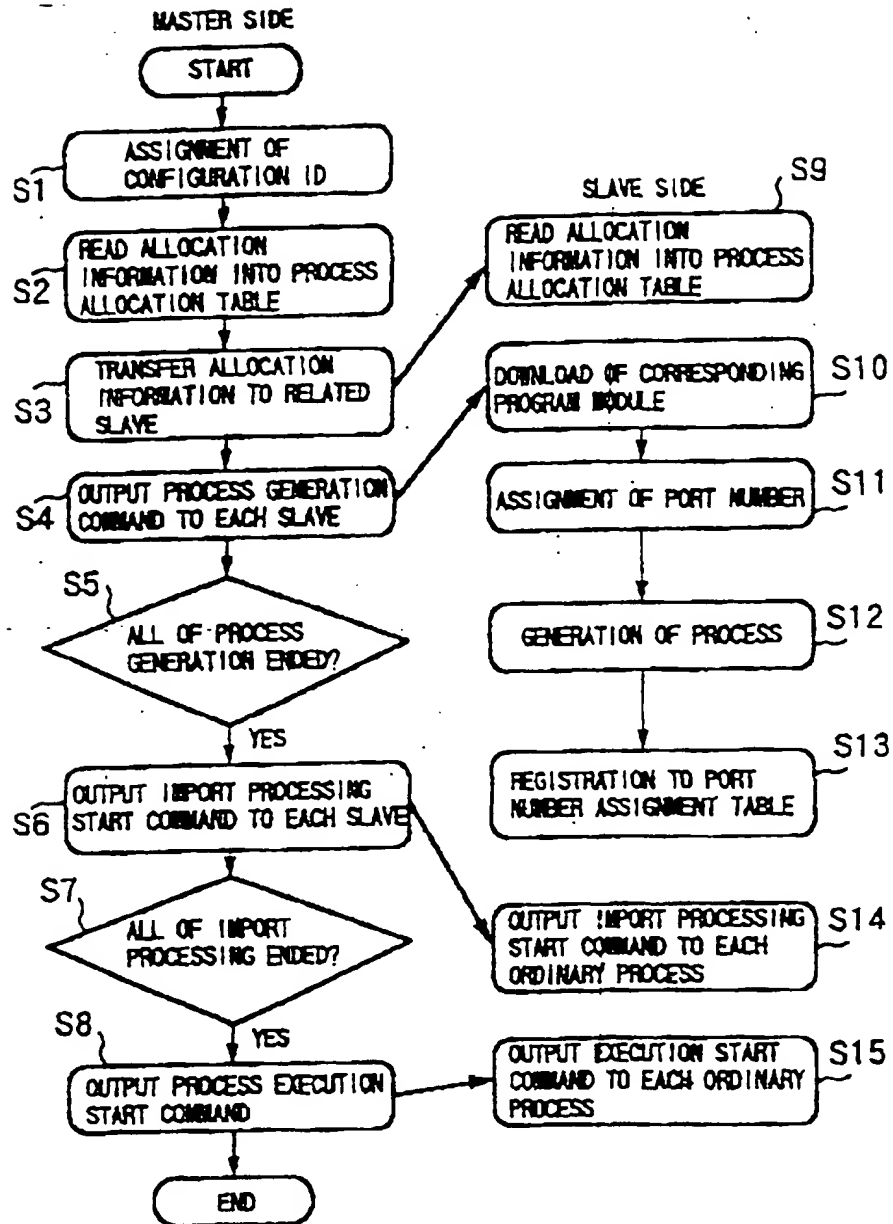 MASTER SIDE
START
S1
ASSIGNMENT OF
CONFIGURATION ID
S2
READ ALLOCATION
INFORMATION INTO PROCESS
ALLOCATION TABLE
S3
TRANSFER ALLOCATION
INFORMATION TO RELATED
SLAVE
S4
OUTPUT PROCESS GENERATION
COMMAND TO EACH SLAVE
S5
ALL OF PROCESS
GENERATION ENDED?
YES
S6
OUTPUT IMPORT PROCESSING
START COMMAND TO EACH SLAVE
S7
ALL OF IMPORT
PROCESSING ENDED?
YES
S8
OUTPUT PROCESS EXECUTION
START COMMAND
END
SLAVE SIDE
S9
READ ALLOCATION
INFORMATION INTO PROCESS
ALLOCATION TABLE
S10
DOWNLOAD OF CORRESPONDING
PROGRAM MODULE
S11
ASSIGNMENT OF PORT NUMBER
S12
GENERATION OF PROCESS
S13
REGISTRATION TO PORT
NUMBER ASSIGNMENT TABLE
S14
OUTPUT IMPORT PROCESSING
START COMMAND TO EACH
ORDINARY PROCESS
S15
OUTPUT EXECUTION START
COMMAND TO EACH ORDINARY
PROCESS